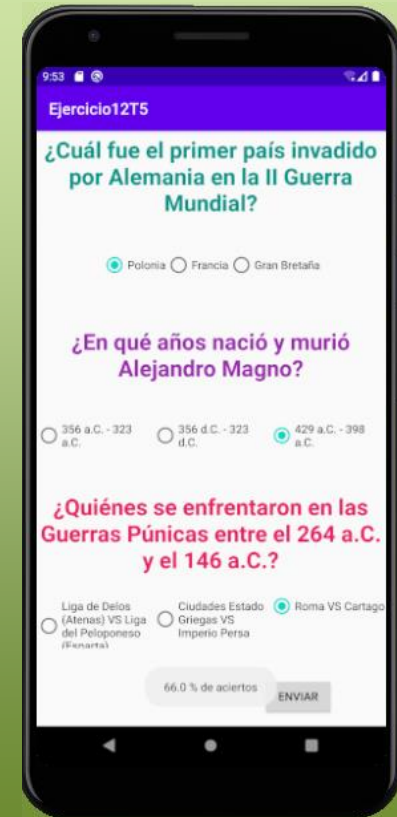 9:53
Ejercicio12T5
¿Cuál fue el primer país invadido
por Alemania en la II Guerra
Mundial?
Polonia Francia Gran Bretaña
¿En qué años nació y murió
Alejandro Magno?
356 a.C. - 323
a.C.
356 d.C. - 323
d.C.
429 a.C. - 398
a.C.
¿Quiénes se enfrentaron en las
Guerras Púnicas entre el 264 a.C.
y el 146 a.C.?
Liga de Delos
(Atenas) VS Liga
del Peloponeso
(Esparta)
Ciudades Estado
Griegas VS
Imperio Persa
Roma VS Cartago
66.0 % de aciertos
ENVIAR